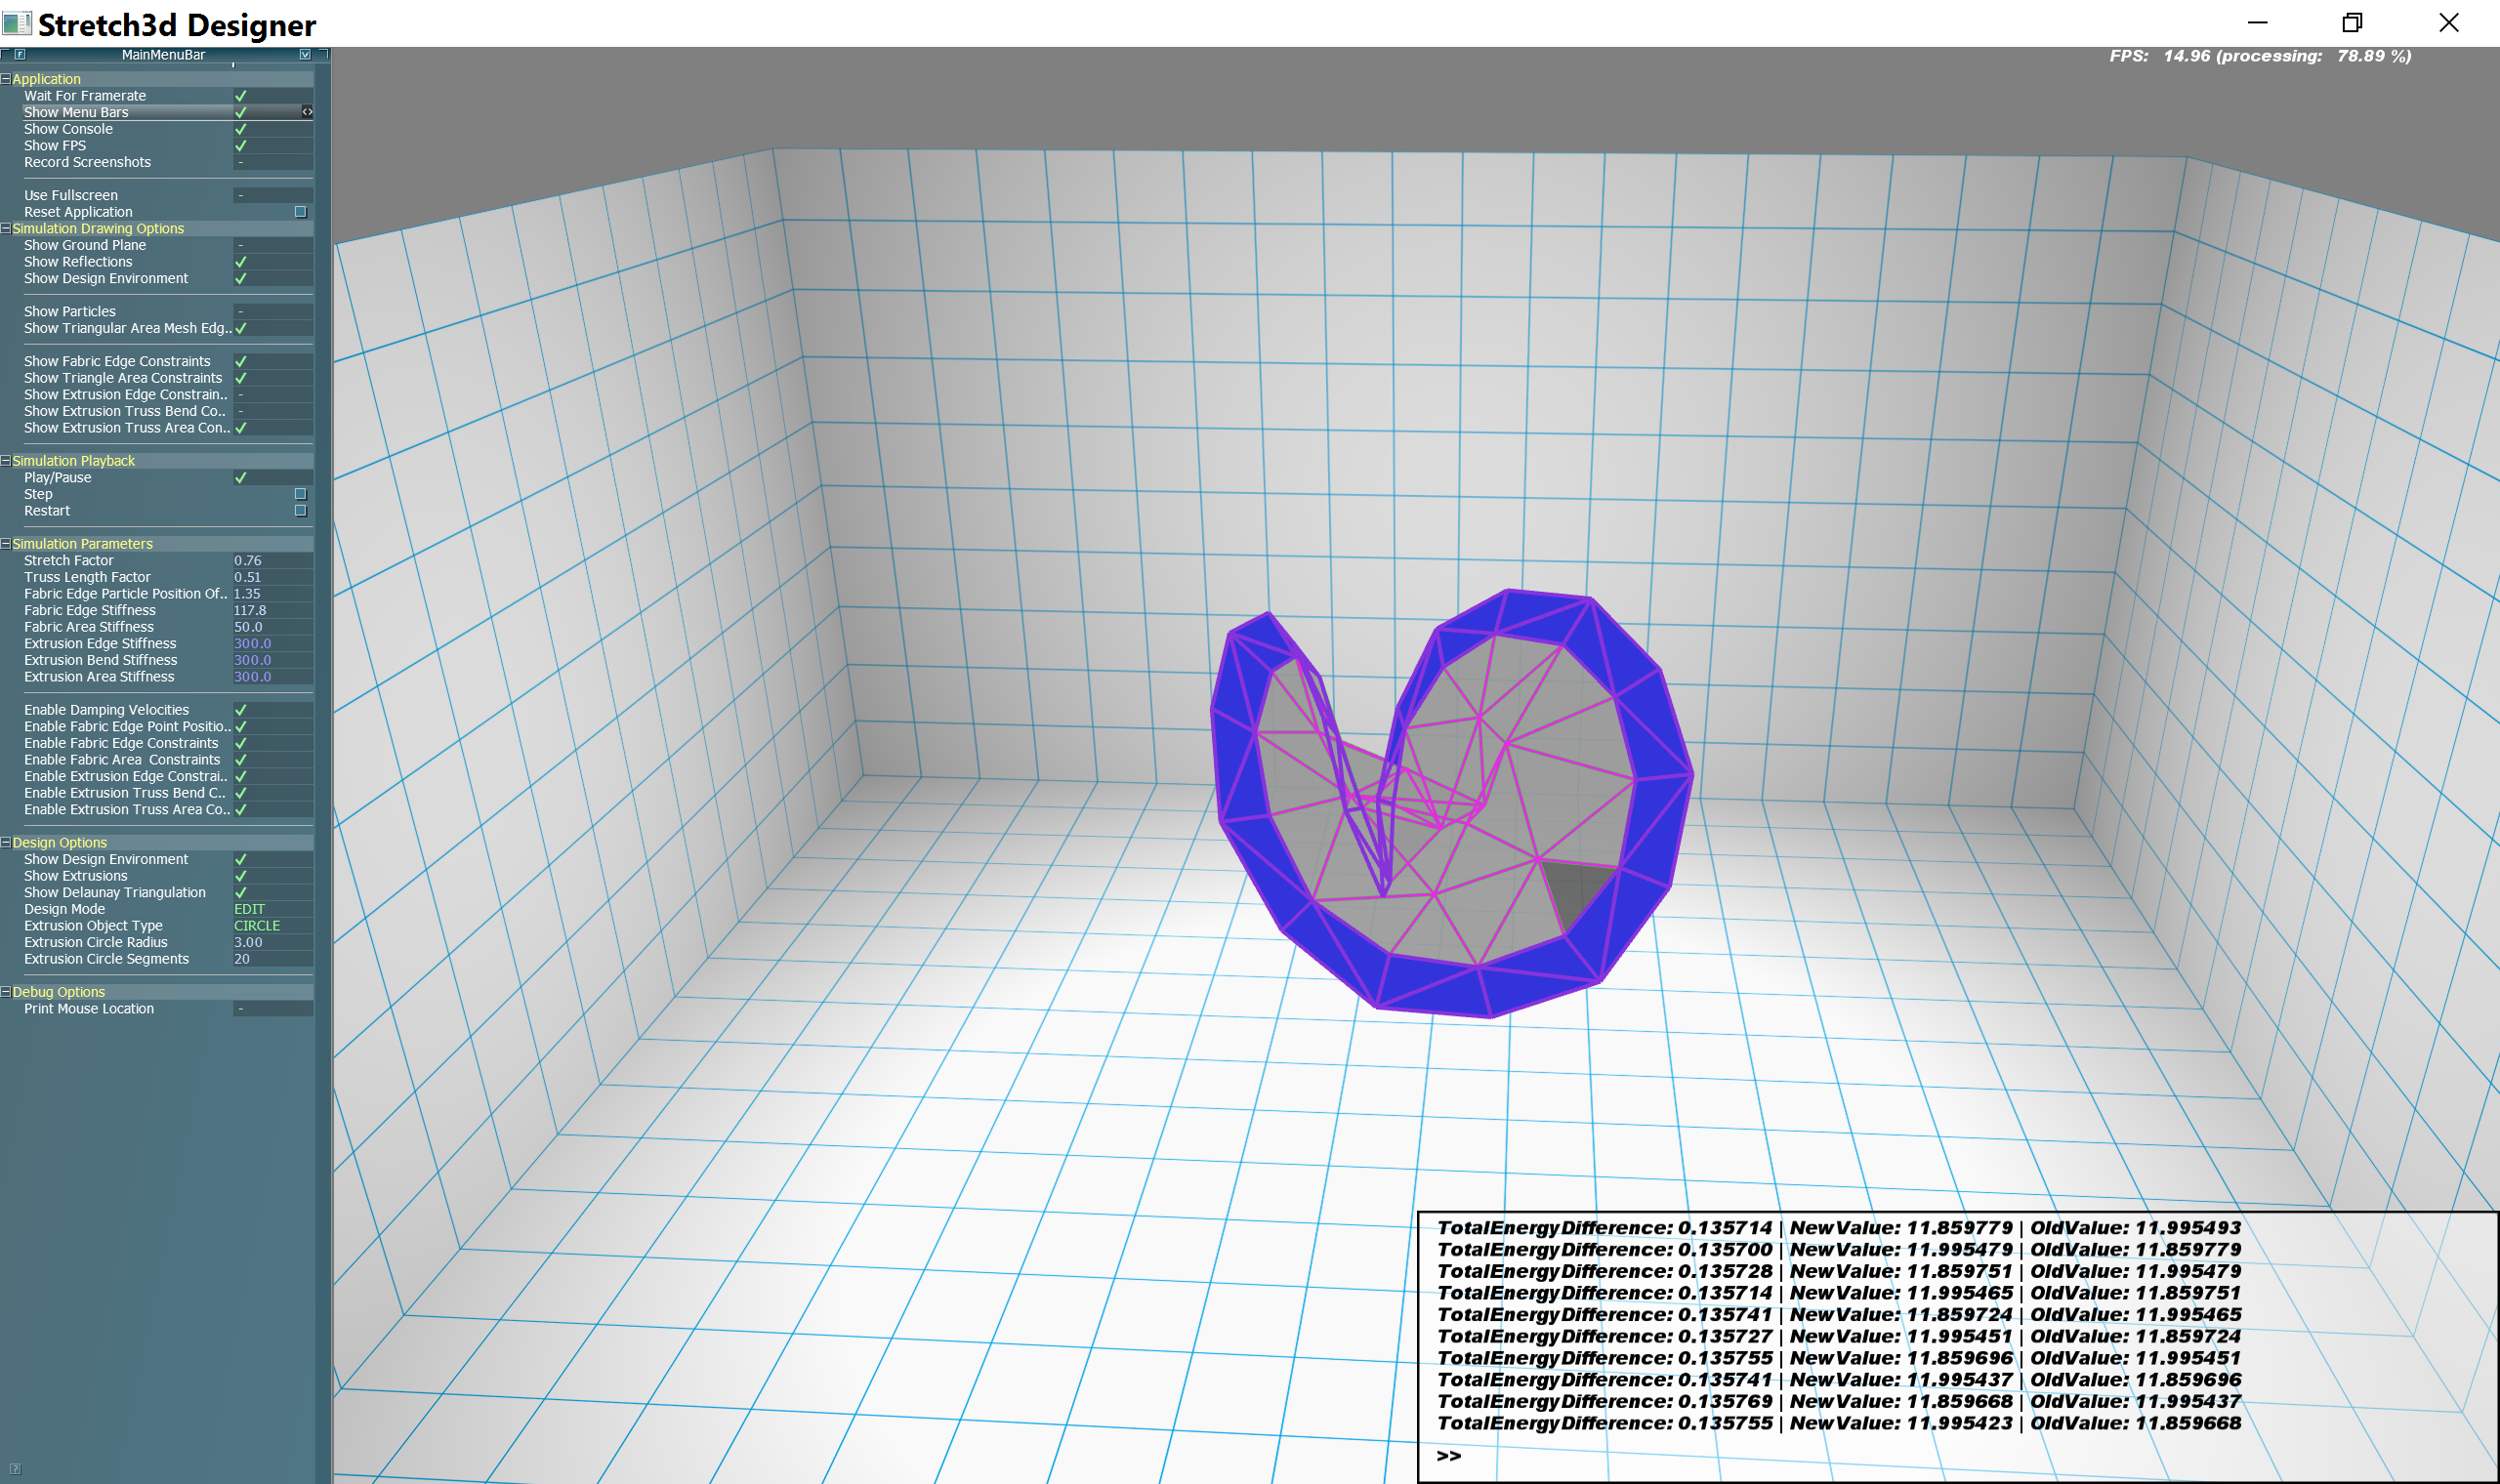 Stretch3d Designer
MainMenuBar
FPS: 14.96 (processing: 78.89 %)
Application
Wait For Framerate
Show Menu Bars
Show Console
Show FPS
Record Screenshots -
Use Fullscreen -
Reset Application
Simulation Drawing Options
Show Ground Plane -
Show Reflections
Show Design Environment
Show Particles -
Show Triangular Area Mesh Edg..
Show Fabric Edge Constraints
Show Triangle Area Constraints
Show Extrusion Edge Constrain.. -
Show Extrusion Truss Bend Co.. -
Show Extrusion Truss Area Con..
Simulation Playback
Play/Pause
Step
Restart
Simulation Parameters
Stretch Factor 0.76
Truss Length Factor 0.51
Fabric Edge Particle Position Of.. 1.35
Fabric Edge Stiffness 117.8
Fabric Area Stiffness 50.0
Extrusion Edge Stiffness 300.0
Extrusion Bend Stiffness 300.0
Extrusion Area Stiffness 300.0
Enable Damping Velocities
Enable Fabric Edge Point Positio..
Enable Fabric Edge Constraints
Enable Fabric Area Constraints
Enable Extrusion Edge Constrai..
Enable Extrusion Truss Bend C..
Enable Extrusion Truss Area Co..
Design Options
Show Design Environment
Show Extrusions
Show Delaunay Triangulation
Design Mode EDIT
Extrusion Object Type CIRCLE
Extrusion Circle Radius 3.00
Extrusion Circle Segments 20
Debug Options
Print Mouse Location -
TotalEnergyDifference: 0.135714 | NewValue: 11.859779 | OldValue: 11.995493
TotalEnergyDifference: 0.135700 | NewValue: 11.995479 | OldValue: 11.859779
TotalEnergyDifference: 0.135728 | NewValue: 11.859751 | OldValue: 11.995479
TotalEnergyDifference: 0.135714 | NewValue: 11.995465 | OldValue: 11.859751
TotalEnergyDifference: 0.135741 | NewValue: 11.859724 | OldValue: 11.995465
TotalEnergyDifference: 0.135727 | NewValue: 11.995451 | OldValue: 11.859724
TotalEnergyDifference: 0.135755 | NewValue: 11.859696 | OldValue: 11.995451
TotalEnergyDifference: 0.135741 | NewValue: 11.995437 | OldValue: 11.859696
TotalEnergyDifference: 0.135769 | NewValue: 11.859668 | OldValue: 11.995437
TotalEnergyDifference: 0.135755 | NewValue: 11.995423 | OldValue: 11.859668
>>